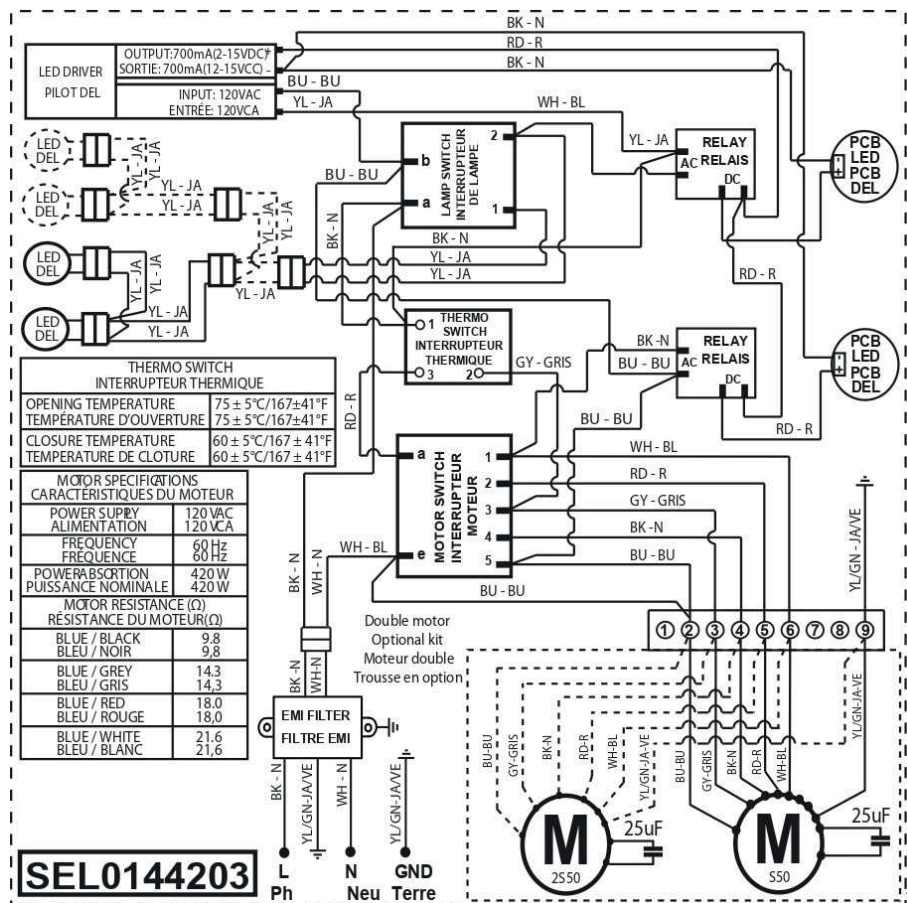 BK - N
RD - R
BK - N
LED DRIVER
PILOT DEL
OUTPUT:700mA(2-15VDC)+
SORTIE: 700mA(12-15VCC) -
INPUT: 120VAC
ENTRÉE: 120VCA
BU - BU
YL - JA
WH - BL
YL - JA
LED
DEL
YL - JA
YL - JA
LED
DEL
YL - JA
YL - JA
YL - JA
YL - JA
LED
DEL
YL - JA
YL - JA
YL - JA
LED
DEL
YL - JA
YL - JA
BU - BU
b
a
LAMP SWITCH
INTERRUPTEUR
DE LAMPE
2
1
BK - N
BK - N
YL - JA
YL - JA
RELAY
RELAIS
AC
DC
PCB
LED
PCB
DEL
-
+
RD - R
1
THERMO
SWITCH
INTERRUPTEUR
THERMIQUE
3
2
GY - GRIS
BK -N
BU - BU
RELAY
RELAIS
AC
DC
PCB
LED
PCB
DEL
-
+
RD - R
BU - BU
RD - R
THERMO SWITCH
INTERRUPTEUR THERMIQUE
OPENING TEMPERATURE 75 ± 5°C/167±41°F
TEMPÉRATURE D'OUVERTURE 75 ± 5°C/167±41°F
CLOSURE TEMPERATURE 60 ± 5°C/167 ± 41°F
TEMPERATURE DE CLOTURE 60 ± 5°C/167 ± 41°F
MOTOR SPECIFICATIONS
CARACTÉRISTIQUES DU MOTEUR
POWER SUPPLY 120 VAC
ALIMENTATION 120 VCA
FREQUENCY 60 Hz
FRÉQUENCE 60 Hz
POWERABSORTION 420 W
PUISSANCE NOMINALE 420 W
MOTOR RESISTANCE (Ω)
RÉSISTANCE DU MOTEUR(Ω)
BLUE / BLACK 9.8
BLEU / NOIR 9,8
BLUE / GREY 14.3
BLEU / GRIS 14,3
BLUE / RED 18.0
BLEU / ROUGE 18,0
BLUE / WHITE 21.6
BLEU / BLANC 21,6
a
e
MOTOR SWITCH
INTERRUPTEUR
MOTEUR
1
2
3
4
5
WH - BL
RD - R
GY - GRIS
BK -N
BU - BU
YL/GN - JA/VE
BK - N
WH - N
WH - BL
BU - BU
Double motor
Optional kit
Moteur double
Trousse en option
1 2 3 4 5 6 7 8 9
BK -N
WH-N
EMI FILTER
FILTRE EMI
BK - N
YL/GN-JA/VE
WH - N
YL/GN-JA/VE
BU-BU
GY-GRIS
BK-N
RD-R
WH-BL
YL/GN-JA-VE
BU-BU
GY-GRIS
BK-N
RD-R
WH-BL
YL/GN-JA-VE
M
2S50
25uF
M
S50
25uF
SEL0144203
L
Ph
N
Neu
GND
Terre